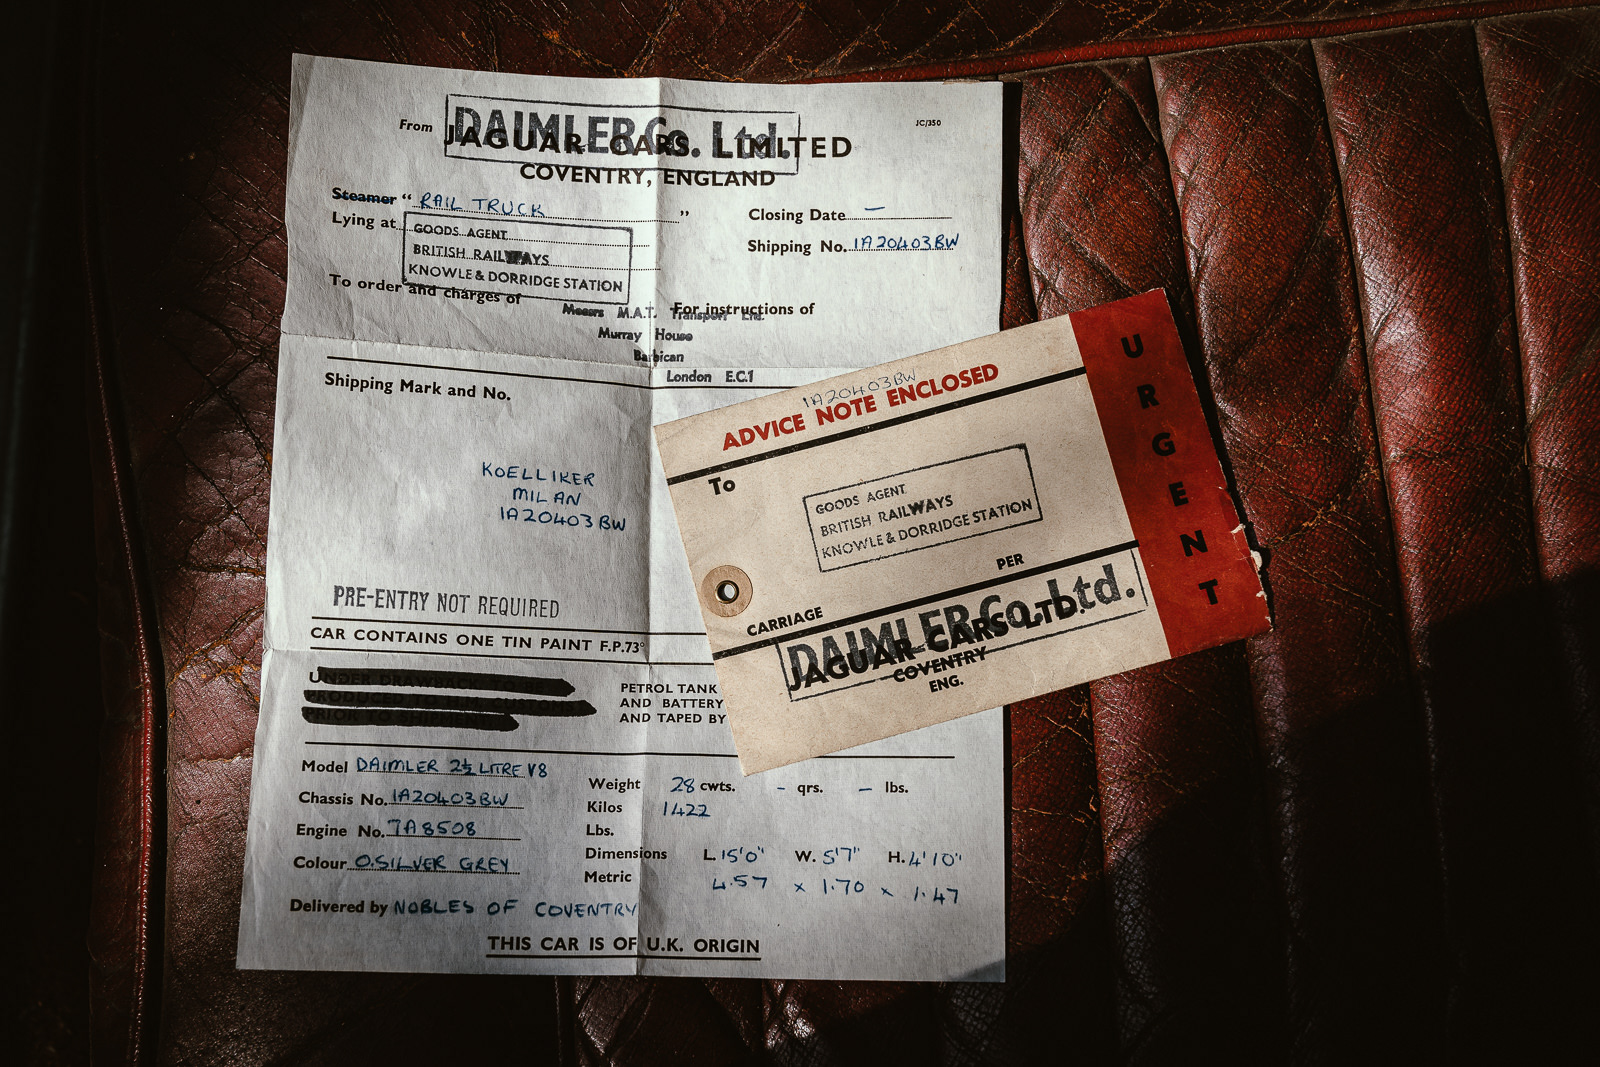 DAIMLER Co. Ltd.
From JAGUAR CARS. LIMITED
JC/350
COVENTRY, ENGLAND
Steamer “ RAIL TRUCK ”
Closing Date –
Lying at
GOODS AGENT
BRITISH RAILWAYS
KNOWLE & DORRIDGE STATION
Shipping No. 1A20403BW
To order and charges of
For instructions of
Messrs M.A.T. Transport Ltd.
Murray House
Barbican
London E.C.1
Shipping Mark and No.
KOELLIKER
MILAN
1A20403BW
PRE-ENTRY NOT REQUIRED
CAR CONTAINS ONE TIN PAINT F.P.73°
UNDER DRAWBACK
PRIOR TO
PETROL TANK
AND BATTERY
AND TAPED BY
Model DAIMLER 2½ LITRE V8
Chassis No. 1A20403BW
Engine No. 7A8508
Colour O.SILVER GREY
Delivered by NOBLES OF COVENTRY
Weight 28 cwts. – qrs. – lbs.
Kilos 1422
Lbs.
Dimensions L. 15'0" W. 5'7" H. 4'10"
Metric 4.57 x 1.70 x 1.47
THIS CAR IS OF U.K. ORIGIN
1A20403BW
ADVICE NOTE ENCLOSED
To
GOODS AGENT
BRITISH RAILWAYS
KNOWLE & DORRIDGE STATION
PER
CARRIAGE
DAIMLER Co. Ltd.
JAGUAR CARS LTD.
COVENTRY
ENG.
URGENT